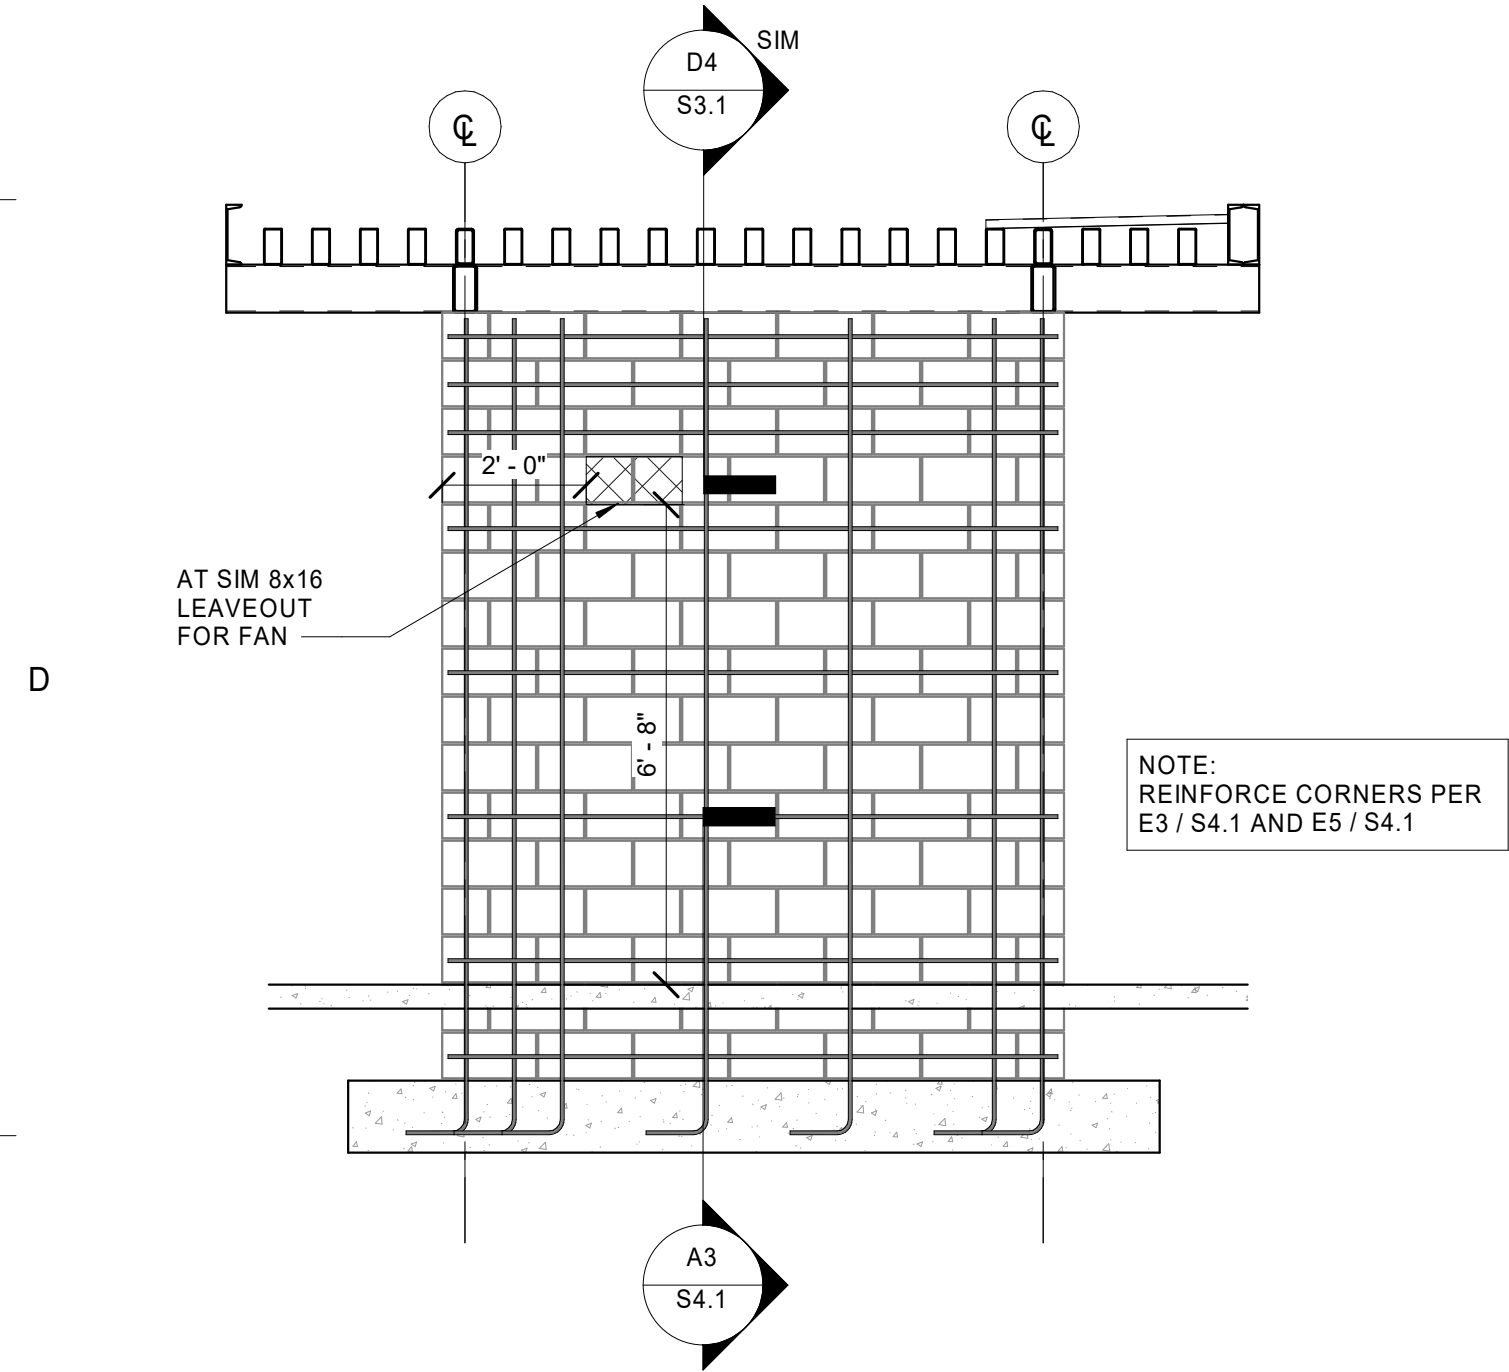 D4
SIM
S3.1
℄
℄
2' - 0"
AT SIM 8x16
LEAVEOUT
FOR FAN
D
6' - 8"
NOTE:
REINFORCE CORNERS PER
E3 / S4.1 AND E5 / S4.1
A3
S4.1